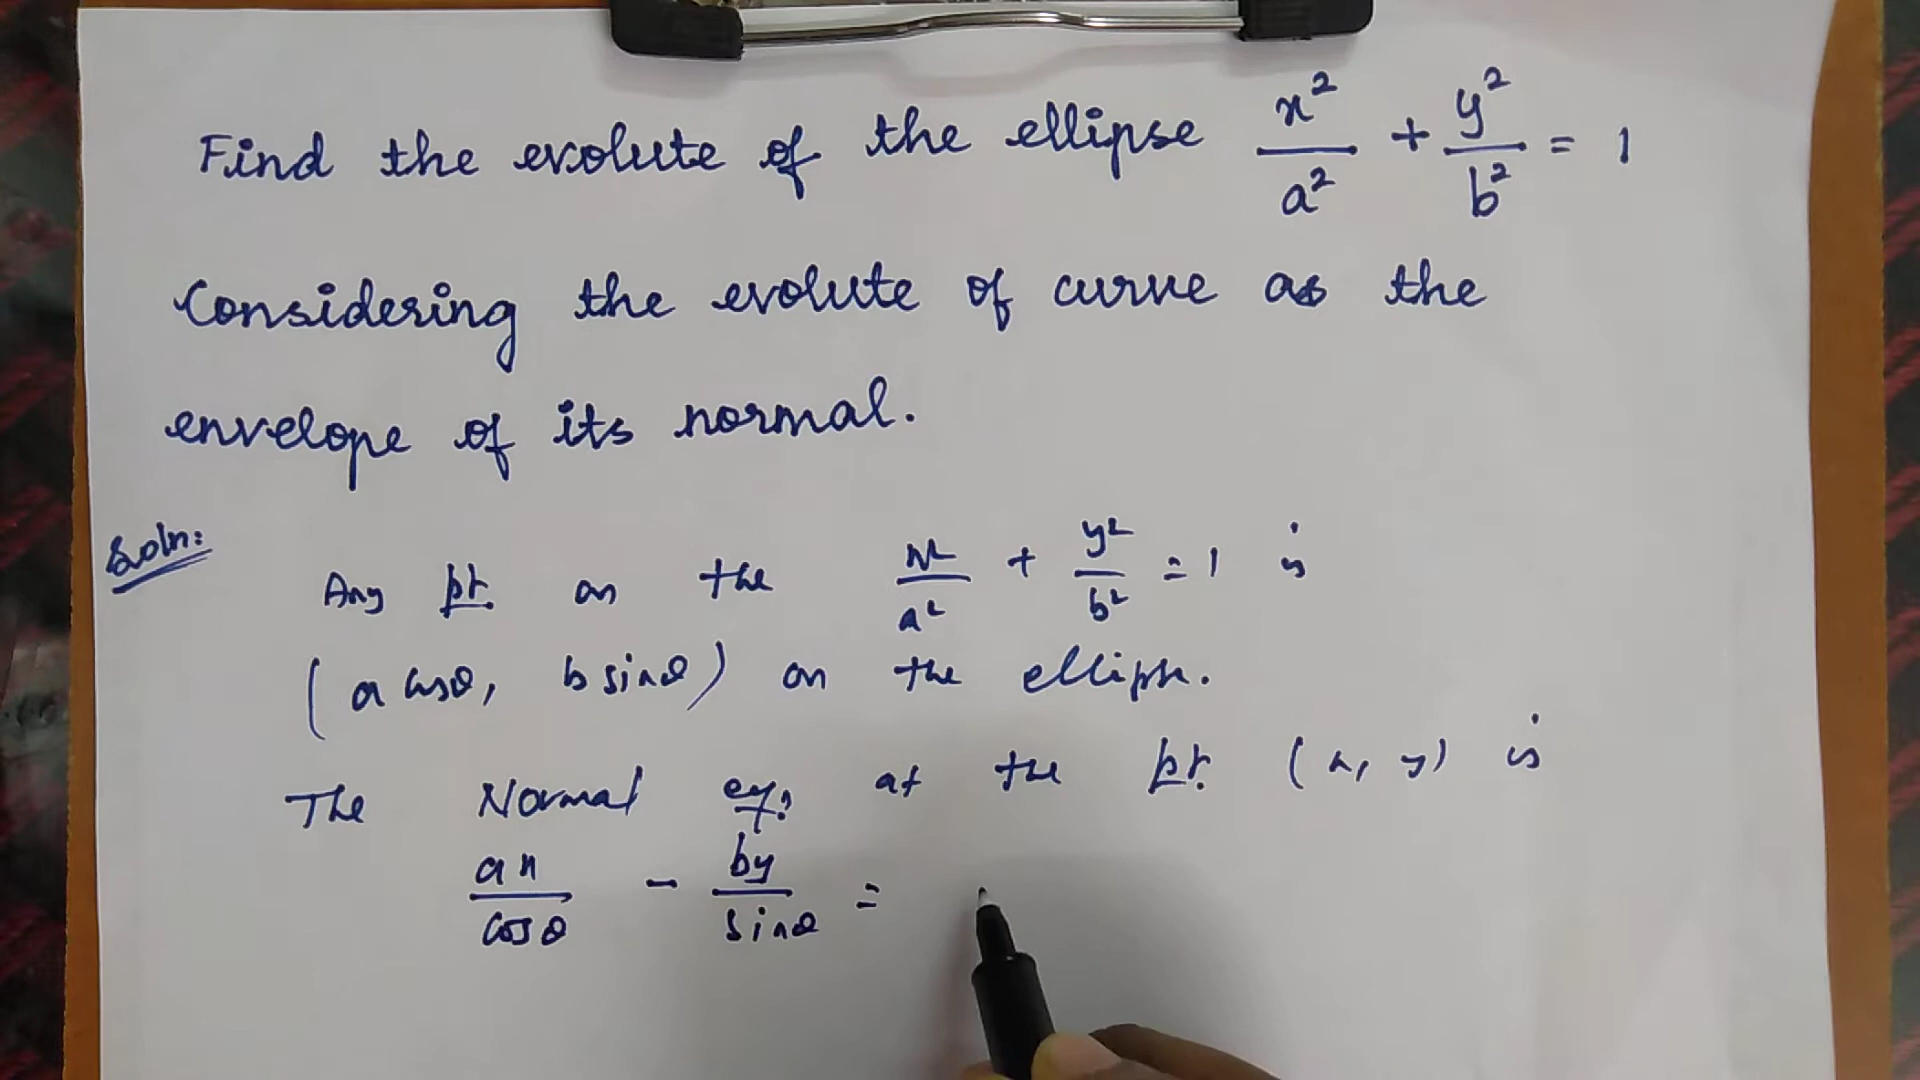 Find the evolute of the ellipse x²/a² + y²/b² = 1
Considering the evolute of curve as the
envelope of its normal.
Soln:
Any pt. on the x²/a² + y²/b² = 1 is
(a cosθ, b sinθ) on the ellipse.
The Normal eq. at the pt. (x, y) is
ax/cosθ - by/sinθ =